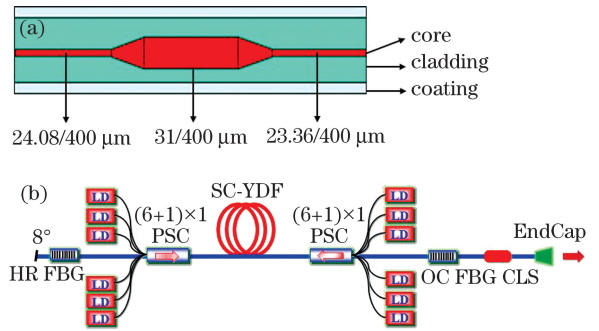 (a)
core
cladding
coating
24.08/400 μm 31/400 μm 23.36/400 μm
(b)
SC-YDF
LD
LD
LD
(6+1)×1
PSC
(6+1)×1
PSC
LD
LD
LD
8°
HR FBG
EndCap
OC FBG CLS
LD
LD
LD
LD
LD
LD